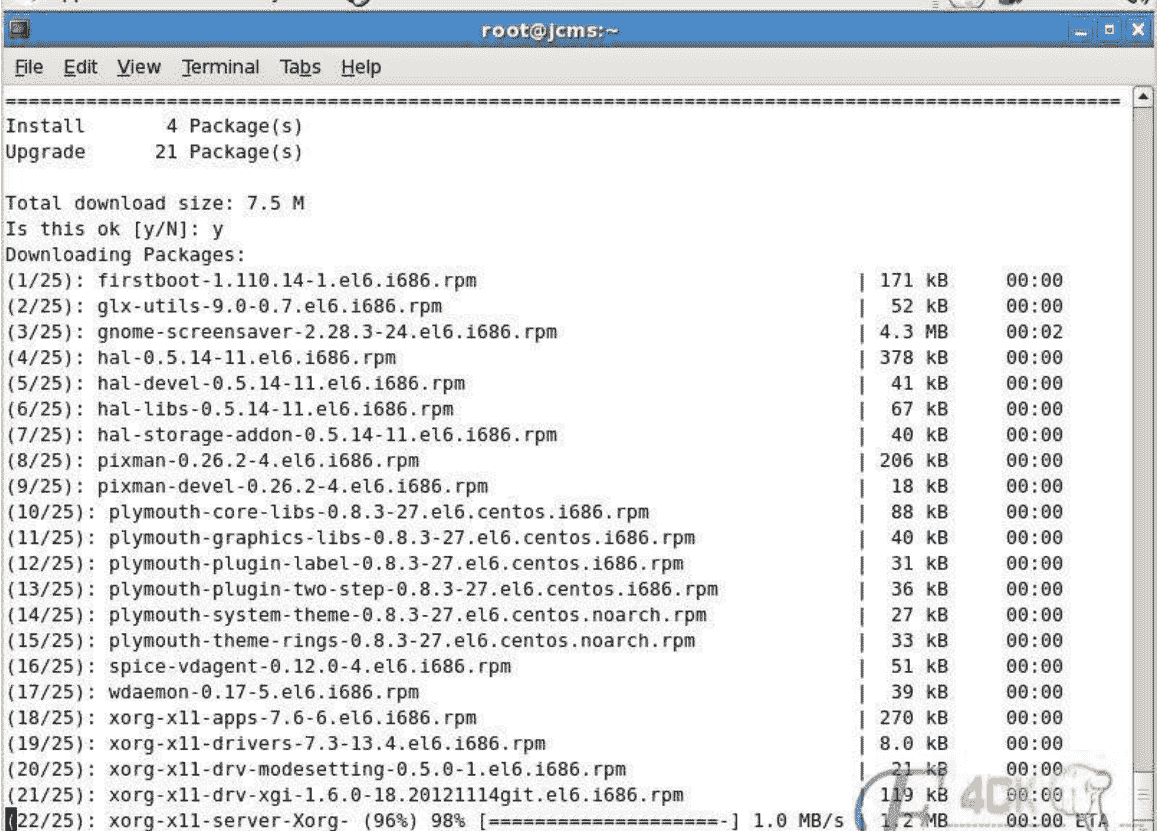 root@jcms:~
File Edit View Terminal Tabs Help
================================================================================
Install 4 Package(s)
Upgrade 21 Package(s)
Total download size: 7.5 M
Is this ok [y/N]: y
Downloading Packages:
(1/25): firstboot-1.110.14-1.el6.i686.rpm | 171 kB 00:00
(2/25): glx-utils-9.0-0.7.el6.i686.rpm | 52 kB 00:00
(3/25): gnome-screensaver-2.28.3-24.el6.i686.rpm | 4.3 MB 00:02
(4/25): hal-0.5.14-11.el6.i686.rpm | 378 kB 00:00
(5/25): hal-devel-0.5.14-11.el6.i686.rpm | 41 kB 00:00
(6/25): hal-libs-0.5.14-11.el6.i686.rpm | 67 kB 00:00
(7/25): hal-storage-addon-0.5.14-11.el6.i686.rpm | 40 kB 00:00
(8/25): pixman-0.26.2-4.el6.i686.rpm | 206 kB 00:00
(9/25): pixman-devel-0.26.2-4.el6.i686.rpm | 18 kB 00:00
(10/25): plymouth-core-libs-0.8.3-27.el6.centos.i686.rpm | 88 kB 00:00
(11/25): plymouth-graphics-libs-0.8.3-27.el6.centos.i686.rpm | 40 kB 00:00
(12/25): plymouth-plugin-label-0.8.3-27.el6.centos.i686.rpm | 31 kB 00:00
(13/25): plymouth-plugin-two-step-0.8.3-27.el6.centos.i686.rpm | 36 kB 00:00
(14/25): plymouth-system-theme-0.8.3-27.el6.centos.noarch.rpm | 27 kB 00:00
(15/25): plymouth-theme-rings-0.8.3-27.el6.centos.noarch.rpm | 33 kB 00:00
(16/25): spice-vdagent-0.12.0-4.el6.i686.rpm | 51 kB 00:00
(17/25): wdaemon-0.17-5.el6.i686.rpm | 39 kB 00:00
(18/25): xorg-x11-apps-7.6-6.el6.i686.rpm | 270 kB 00:00
(19/25): xorg-x11-drivers-7.3-13.4.el6.i686.rpm | 8.0 kB 00:00
(20/25): xorg-x11-drv-modesetting-0.5.0-1.el6.i686.rpm | 21 kB 00:00
(21/25): xorg-x11-drv-xgi-1.6.0-18.20121114git.el6.i686.rpm | 119 kB 00:00
(22/25): xorg-x11-server-Xorg- (96%) 98% [====================-] 1.0 MB/s | 1.2 MB 00:00 ETA